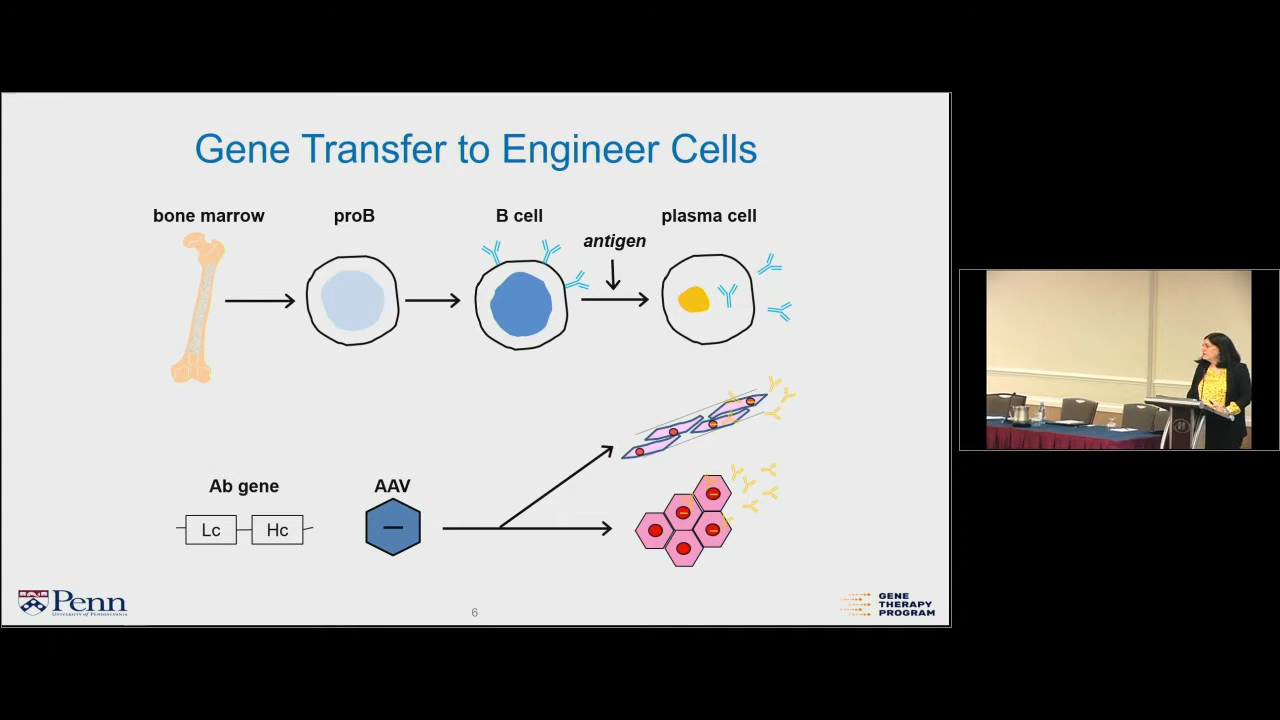 Gene Transfer to Engineer Cells
bone marrow
proB
B cell
antigen
plasma cell
Ab gene
Lc
Hc
AAV
Penn
UNIVERSITY OF PENNSYLVANIA
6
GENE
THERAPY
PROGRAM